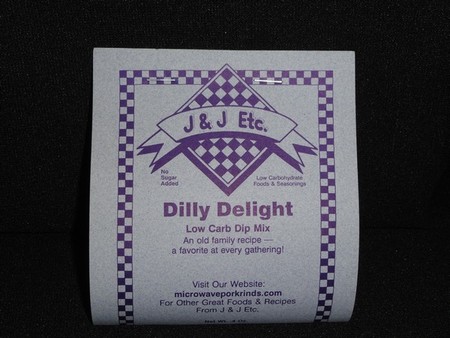 J & J Etc.
No
Sugar
Added
Low Carbohydrate
Foods & Seasonings
Dilly Delight
Low Carb Dip Mix
An old family recipe —
a favorite at every gathering!
Visit Our Website:
microwaveporkrinds.com
For Other Great Foods & Recipes
From J & J Etc.